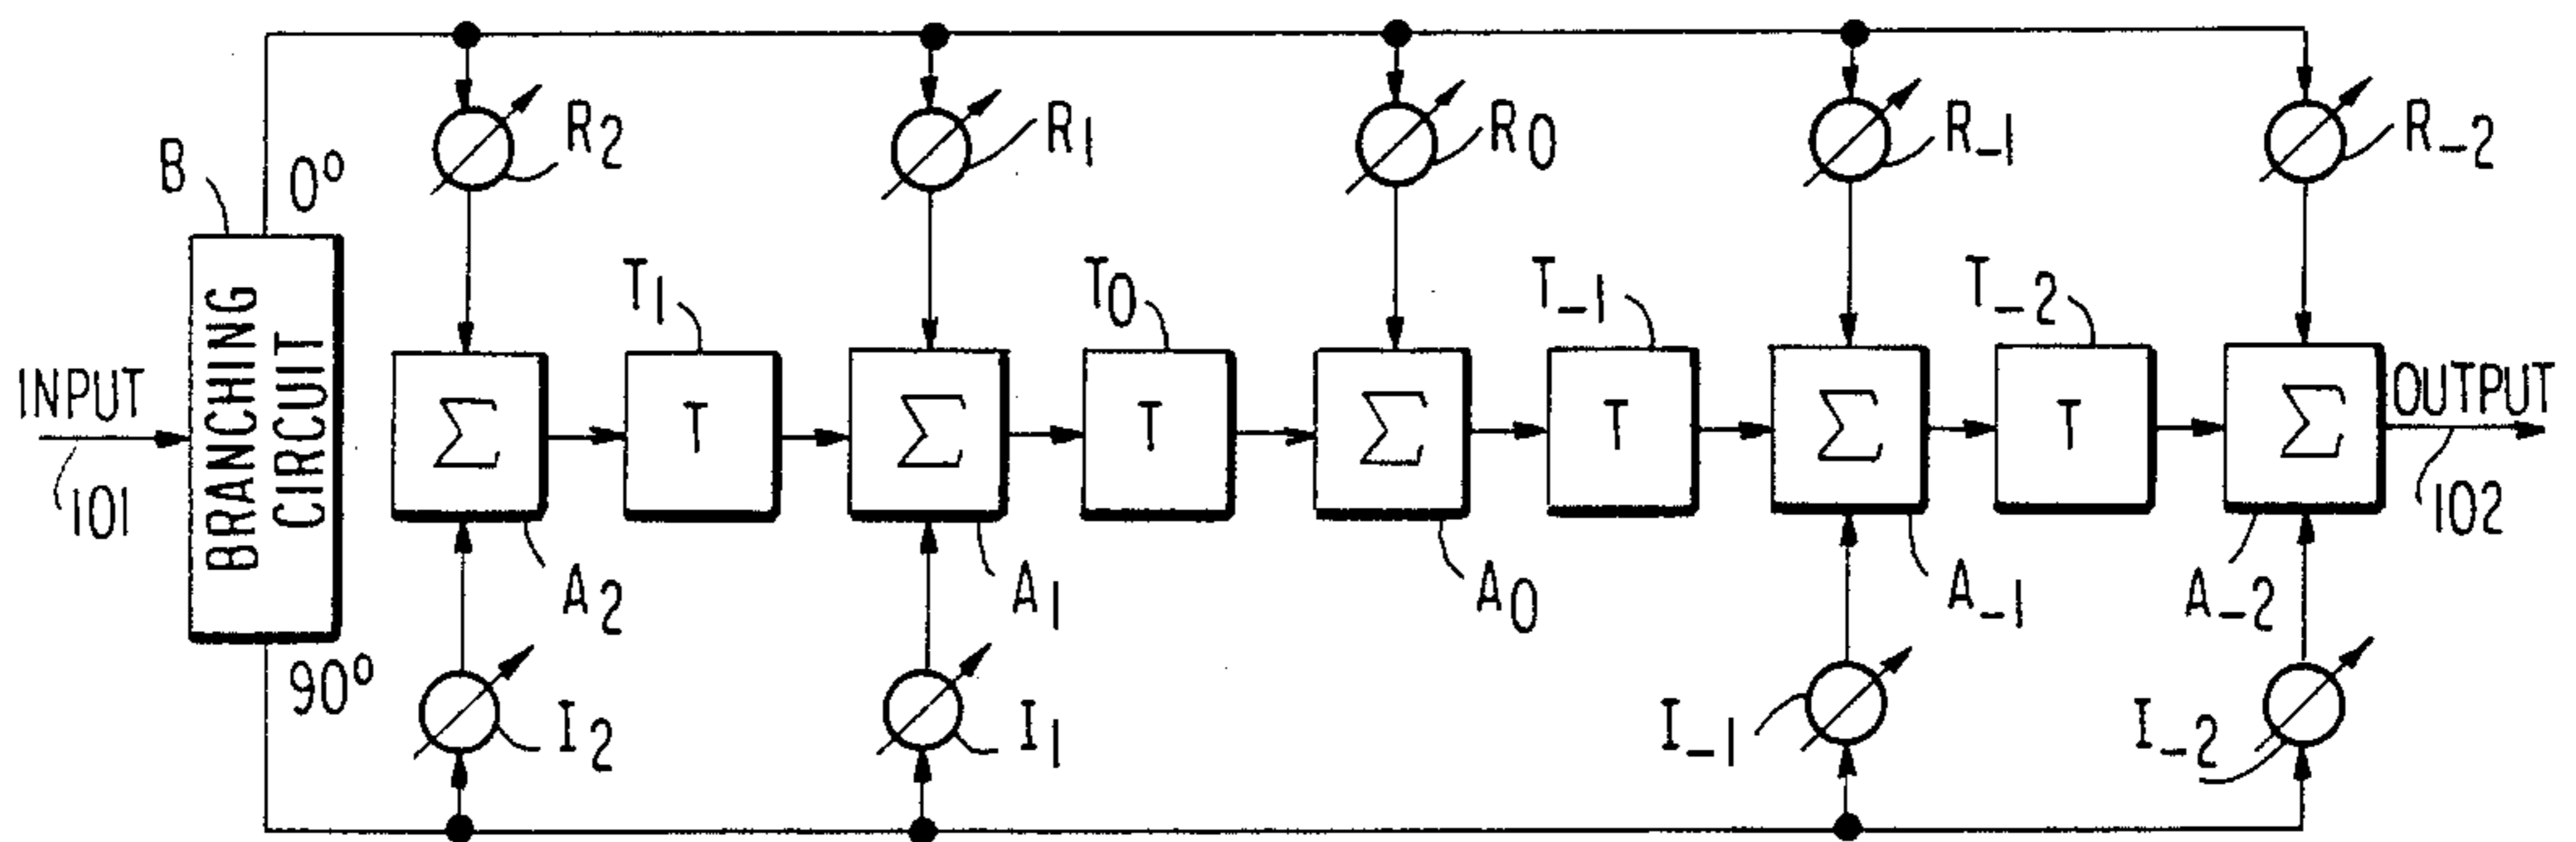 B
0°
R2
R1
R0
R-1
R-2
INPUT
101
BRANCHING
CIRCUIT
Σ
T1
T
Σ
T0
T
Σ
T-1
T
Σ
T-2
T
Σ
OUTPUT
102
A2
A1
A0
A-1
A-2
90°
I2
I1
I-1
I-2